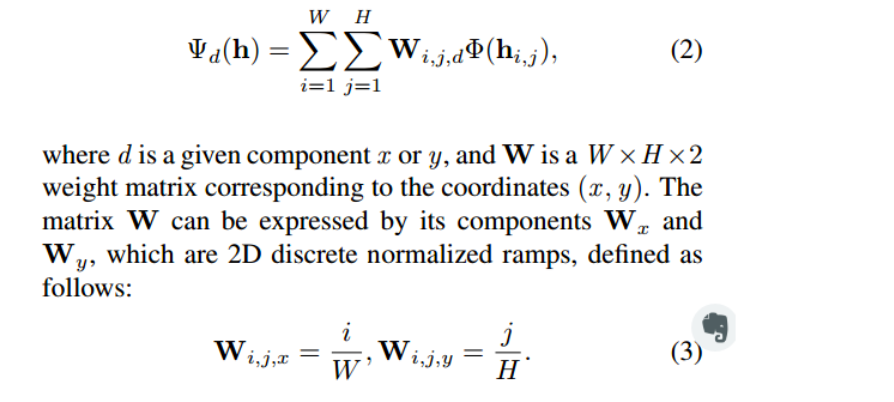 Ψ_d(h) = ∑_{i=1}^{W} ∑_{j=1}^{H} W_{i,j,d}Φ(h_{i,j}), (2)
where d is a given component x or y, and W is a W × H ×2
weight matrix corresponding to the coordinates (x, y). The
matrix W can be expressed by its components W_x and
W_y, which are 2D discrete normalized ramps, defined as
follows:
W_{i,j,x} = i/W, W_{i,j,y} = j/H. (3)